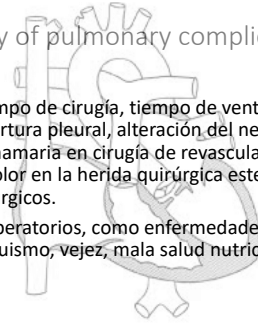 y of pulmonary complic
mpo de cirugía, tiempo de vent
rtura pleural, alteración del ne
namaria en cirugía de revascula
olor en la herida quirúrgica este
rgicos.
peratorios, como enfermedade
uismo, vejez, mala salud nutric